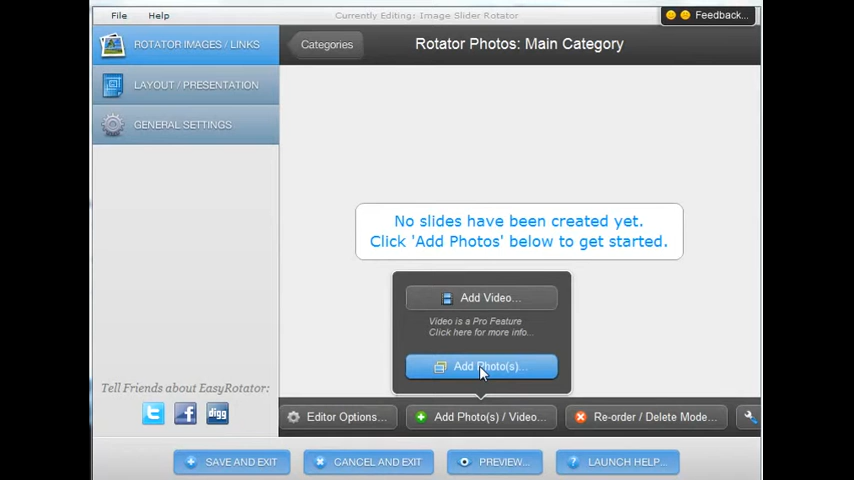 File Help Currently Editing: Image Slider Rotator Feedback...
ROTATOR IMAGES / LINKS
Categories Rotator Photos: Main Category
LAYOUT / PRESENTATION
GENERAL SETTINGS
No slides have been created yet.
Click 'Add Photos' below to get started.
Add Video...
Video is a Pro Feature
Click here for more info...
Add Photo(s)...
Tell Friends about EasyRotator:
digg
Editor Options... Add Photo(s) / Video... Re-order / Delete Mode...
SAVE AND EXIT CANCEL AND EXIT PREVIEW... LAUNCH HELP...